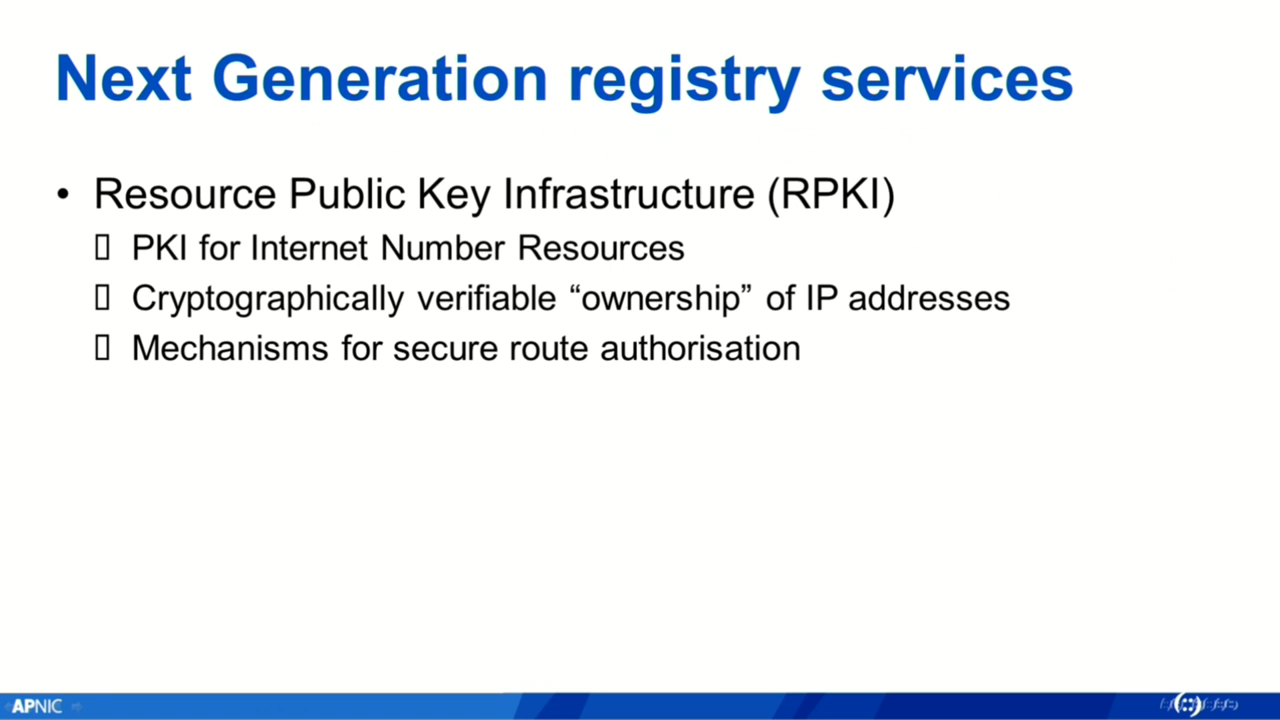 Next Generation registry services
• Resource Public Key Infrastructure (RPKI)
PKI for Internet Number Resources
Cryptographically verifiable “ownership” of IP addresses
Mechanisms for secure route authorisation
APNIC